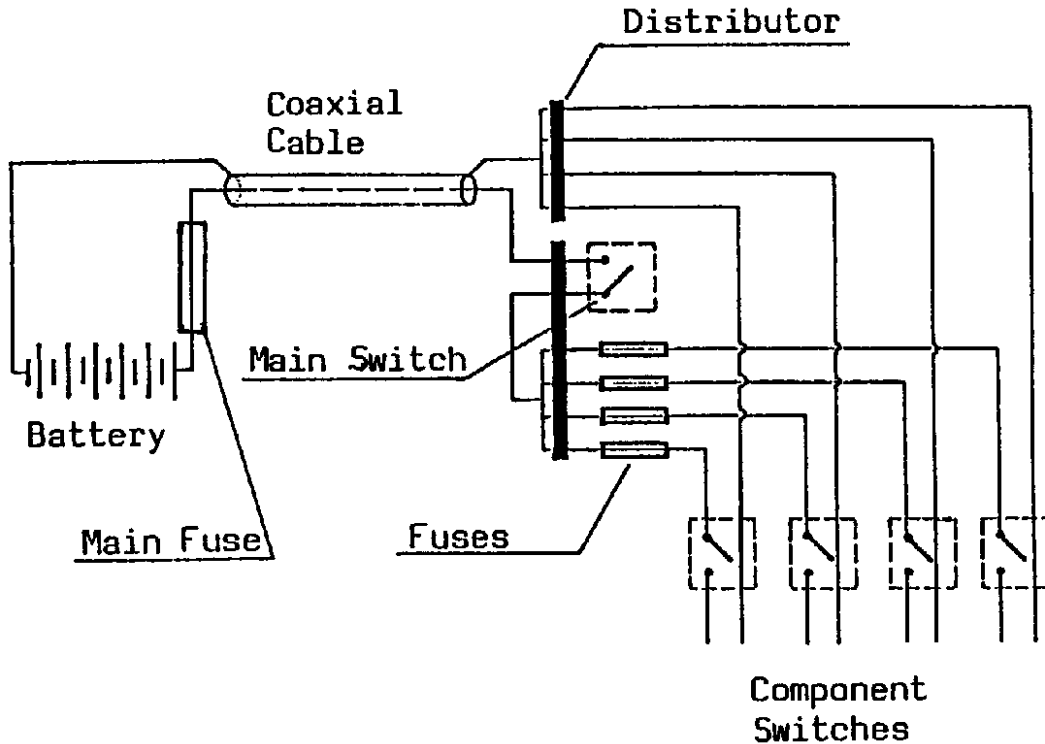 Distributor
Coaxial
Cable
Main Switch
Battery
Main Fuse
Fuses
Component
Switches